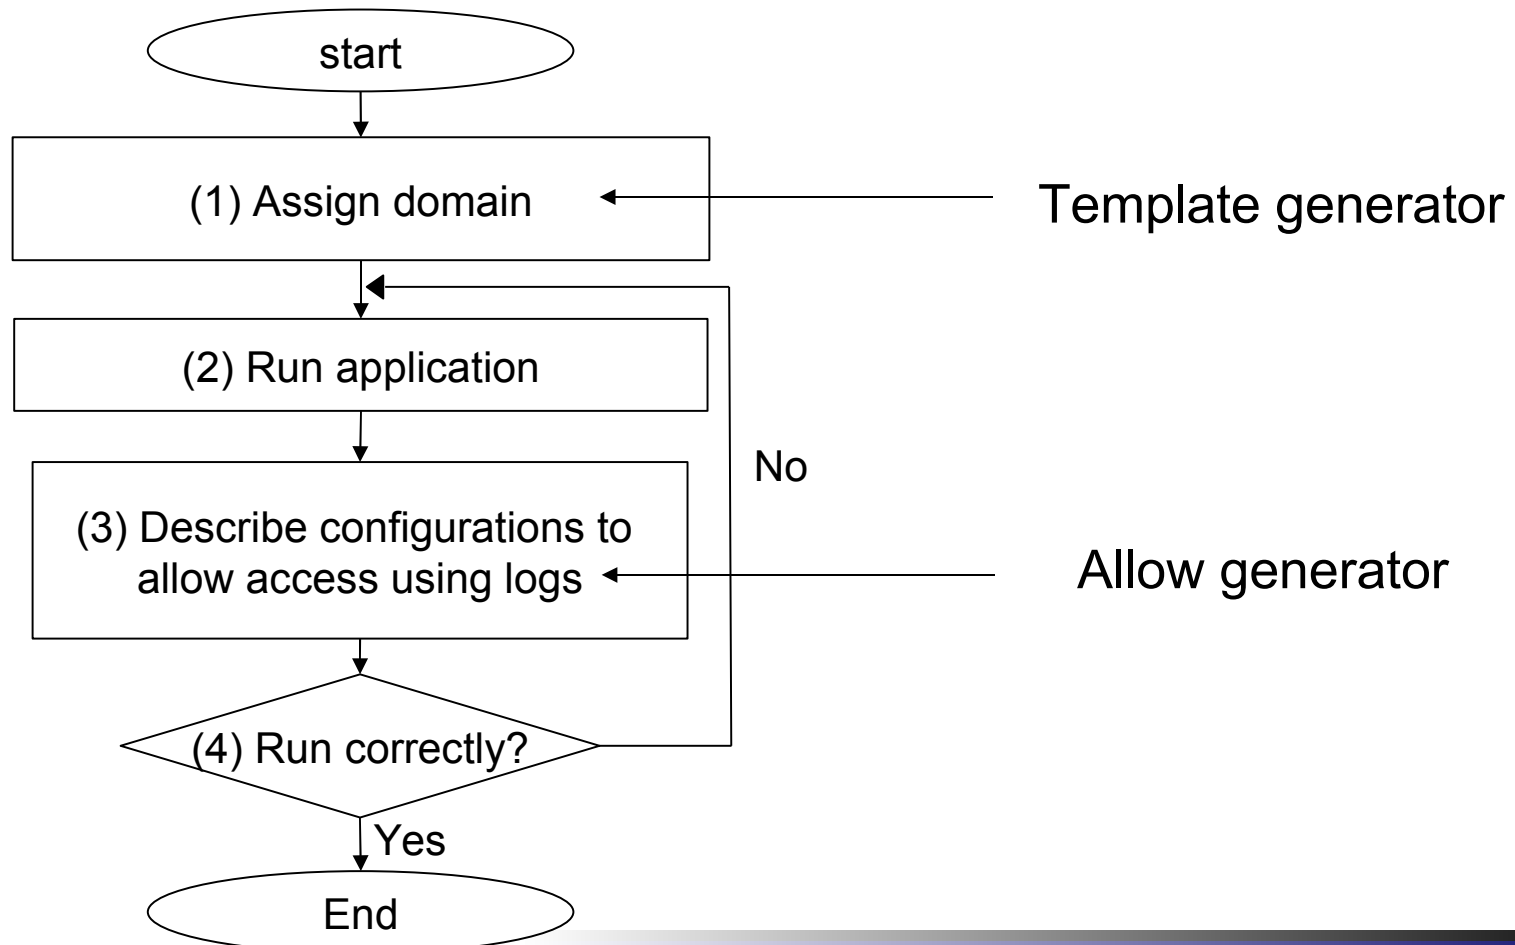 start
(1) Assign domain
Template generator
(2) Run application
No
(3) Describe configurations to
allow access using logs
Allow generator
(4) Run correctly?
Yes
End